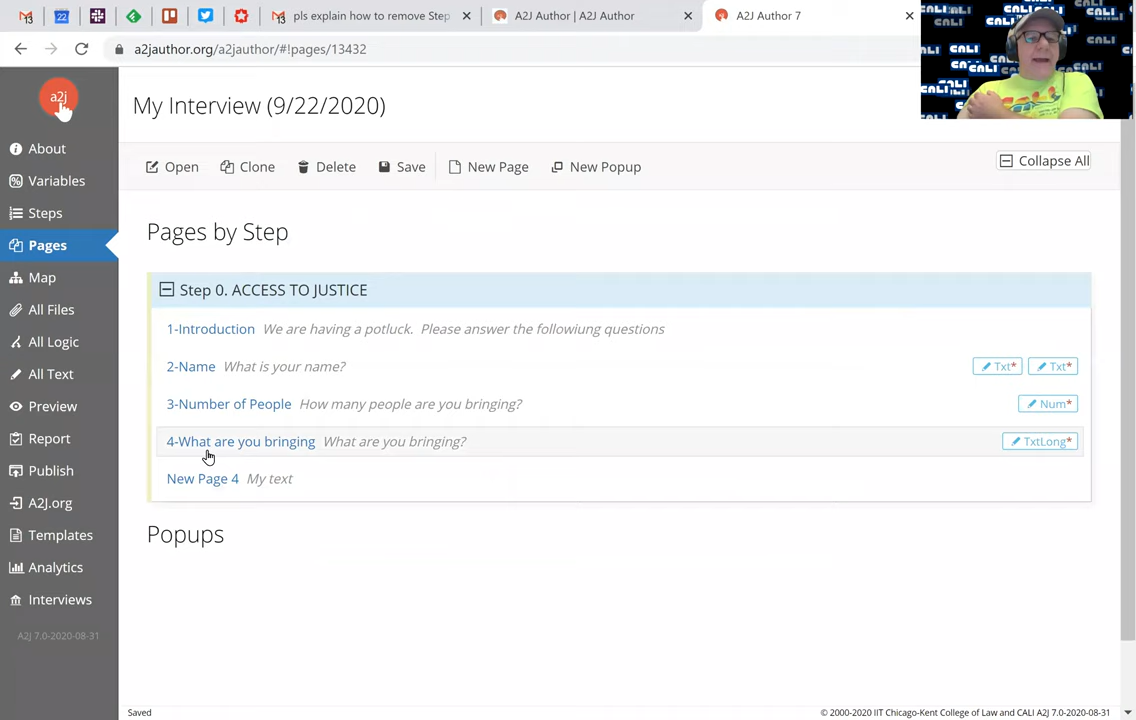 pls explain how to remove Step
A2J Author | A2J Author
A2J Author 7
a2jauthor.org/a2jauthor/#!pages/13432
CALI
a2j
My Interview (9/22/2020)
About
Variables
Steps
Pages
Map
All Files
All Logic
All Text
Preview
Report
Publish
A2J.org
Templates
Analytics
Interviews
A2J 7.0-2020-08-31
Open Clone Delete Save New Page New Popup
Collapse All
Pages by Step
Step 0. ACCESS TO JUSTICE
1-Introduction We are having a potluck. Please answer the followiung questions
2-Name What is your name? Txt* Txt*
3-Number of People How many people are you bringing? Num*
4-What are you bringing What are you bringing? TxtLong*
New Page 4 My text
Popups
Saved
© 2000-2020 IIT Chicago-Kent College of Law and CALI A2J 7.0-2020-08-31